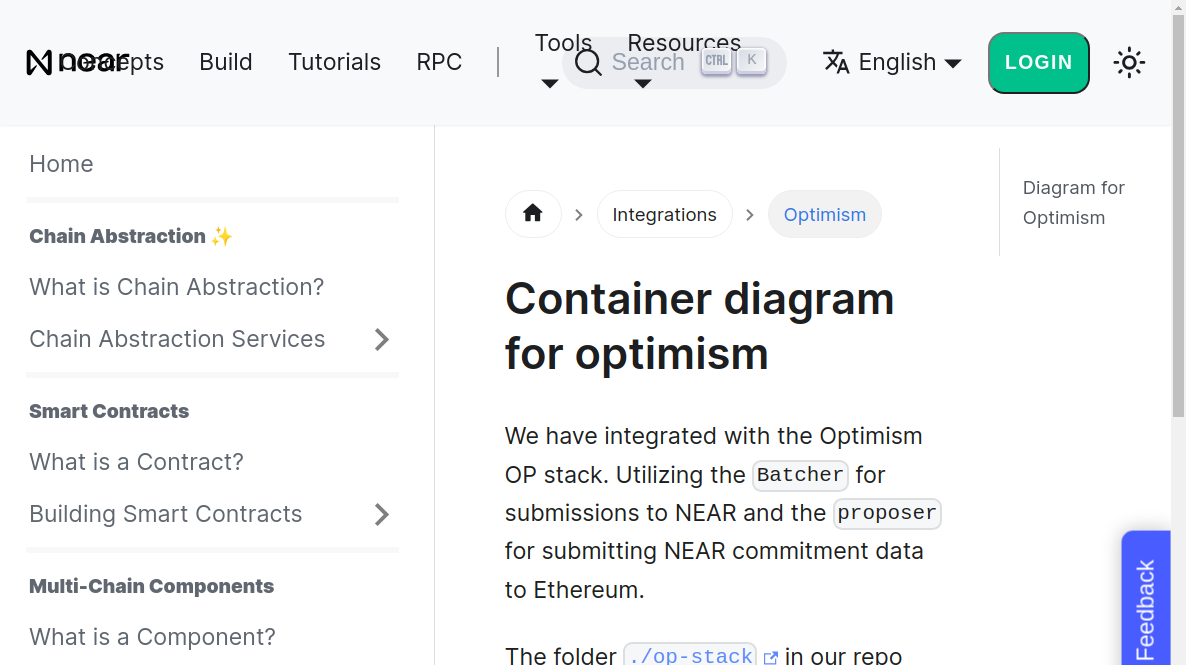 near Concepts Build Tutorials RPC Tools Resources Search CTRL K English LOGIN
Home
Chain Abstraction ✨
What is Chain Abstraction?
Chain Abstraction Services
Smart Contracts
What is a Contract?
Building Smart Contracts
Multi-Chain Components
What is a Component?
Integrations
Optimism
Container diagram
for optimism
We have integrated with the Optimism
OP stack. Utilizing the Batcher for
submissions to NEAR and the proposer
for submitting NEAR commitment data
to Ethereum.
The folder ./op-stack in our repo
Diagram for
Optimism
Feedback